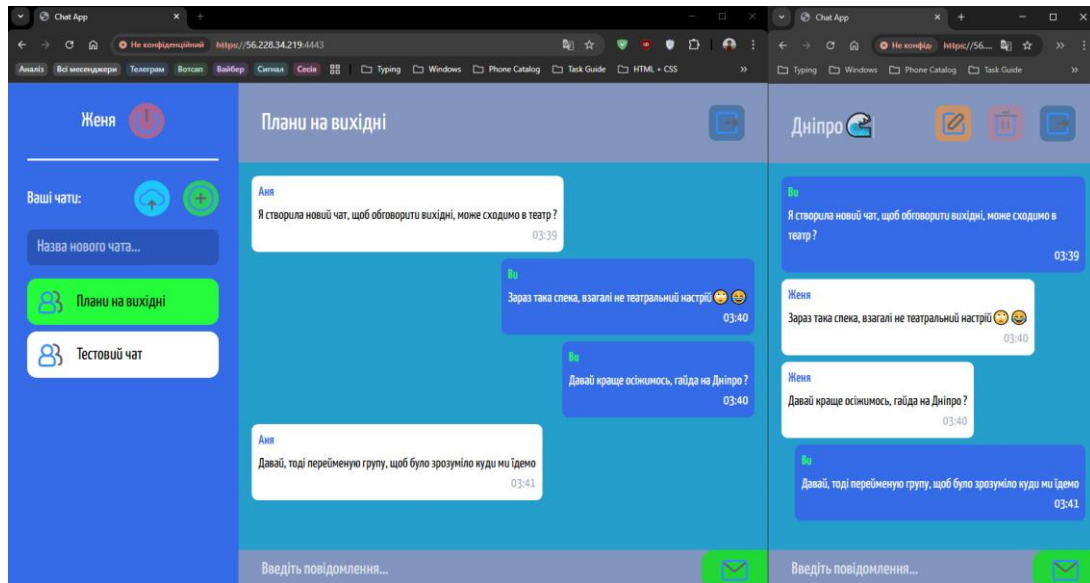 Chat App
Не конфіденційний https://56.228.34.219:4443
Аналіз Всі месенджери Телеграм Вотсап Вайбер Сигнал Сесія Typing Windows Phone Catalog Task Guide HTML + CSS »
Женя
Ваші чати:
Назва нового чата...
Плани на вихідні
Тестовий чат
Плани на вихідні
Аня
Я створила новий чат, щоб обговорити вихідні, може сходимо в театр?
03:39
Ви
Зараз така спека, взагалі не театральний настрій 🙄 😂
03:40
Ви
Давай краще осіжимось, гайда на Дніпро?
03:40
Аня
Давай, тоді перейменую групу, щоб було зрозуміло куди ми їдемо
03:41
Введіть повідомлення...
Chat App
Не конфіде https://56... »
Typing Windows Phone Catalog Task Guide »
Дніпро 🌊
Ви
Я створила новий чат, щоб обговорити вихідні, може сходимо в
театр?
03:39
Женя
Зараз така спека, взагалі не театральний настрій 🙄 😂
03:40
Женя
Давай краще осіжимось, гайда на Дніпро?
03:40
Ви
Давай, тоді перейменую групу, щоб було зрозуміло куди ми їдемо
03:41
Введіть повідомлення...